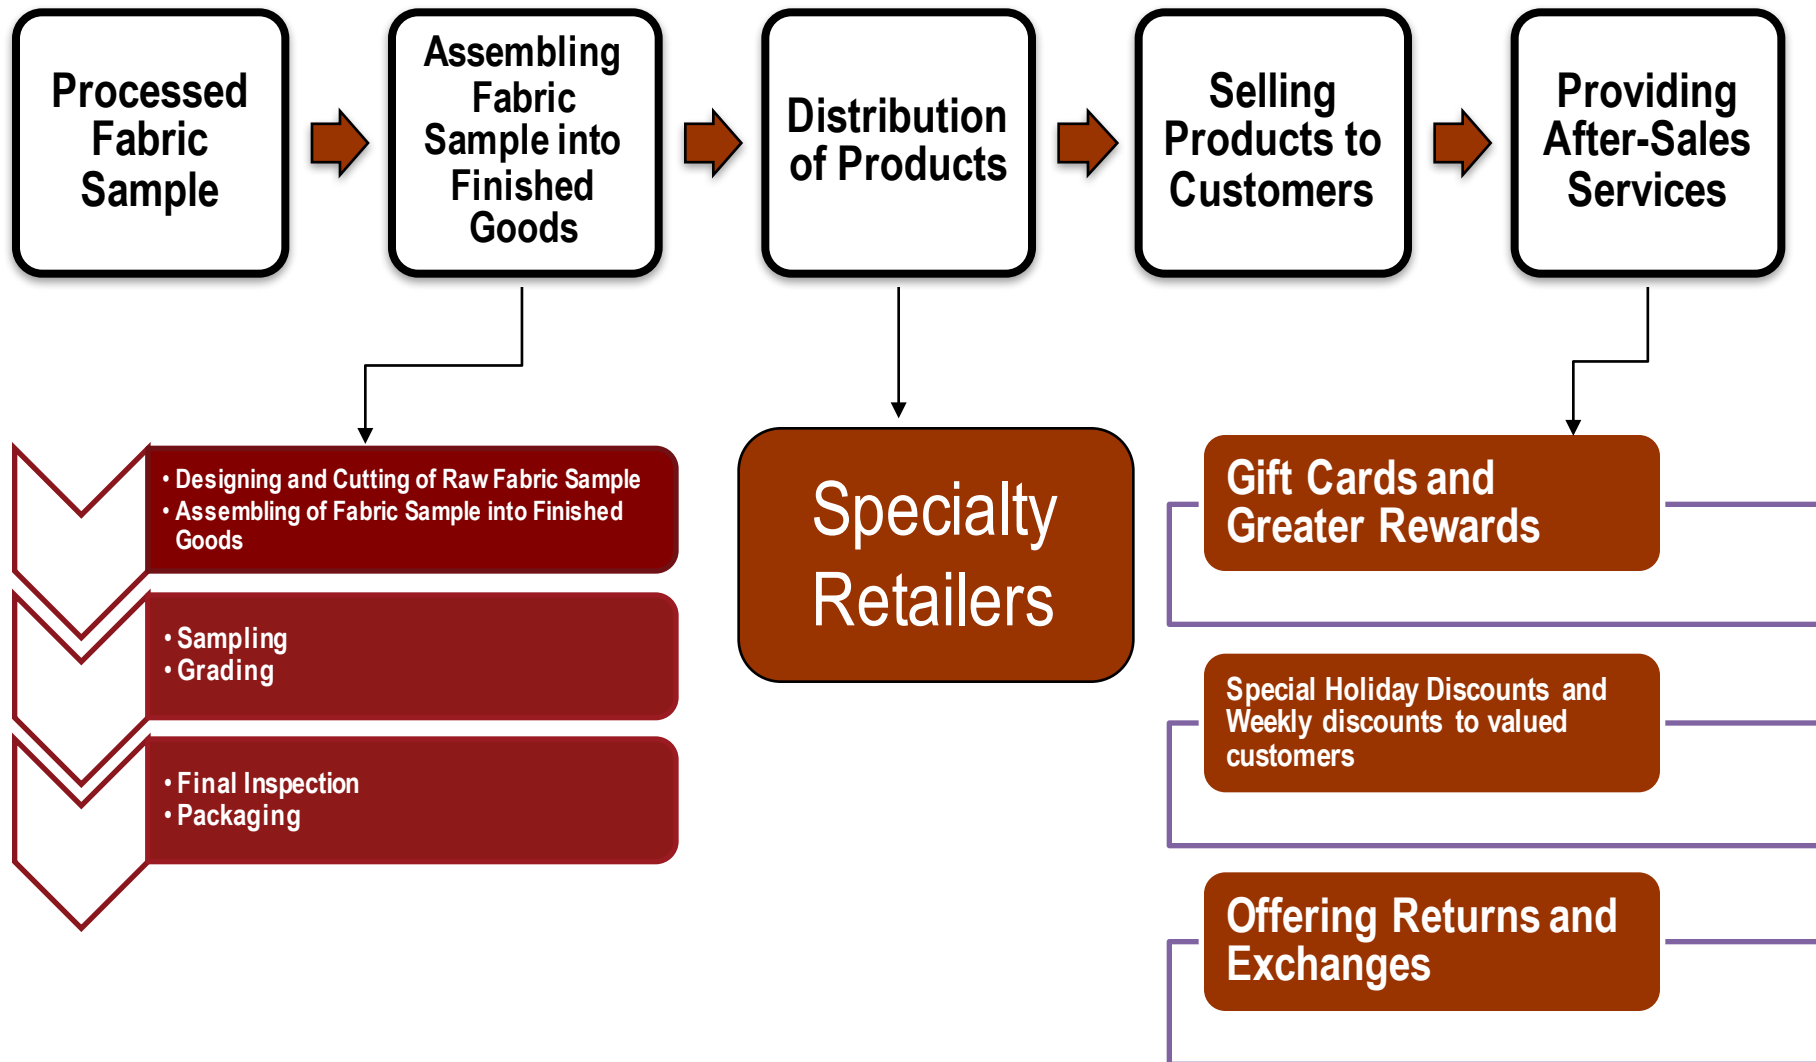 Processed
Fabric
Sample
Assembling
Fabric
Sample into
Finished
Goods
Distribution
of Products
Selling
Products to
Customers
Providing
After-Sales
Services
• Designing and Cutting of Raw Fabric Sample
• Assembling of Fabric Sample into Finished
Goods
• Sampling
• Grading
• Final Inspection
• Packaging
Specialty
Retailers
Gift Cards and
Greater Rewards
Special Holiday Discounts and
Weekly discounts to valued
customers
Offering Returns and
Exchanges